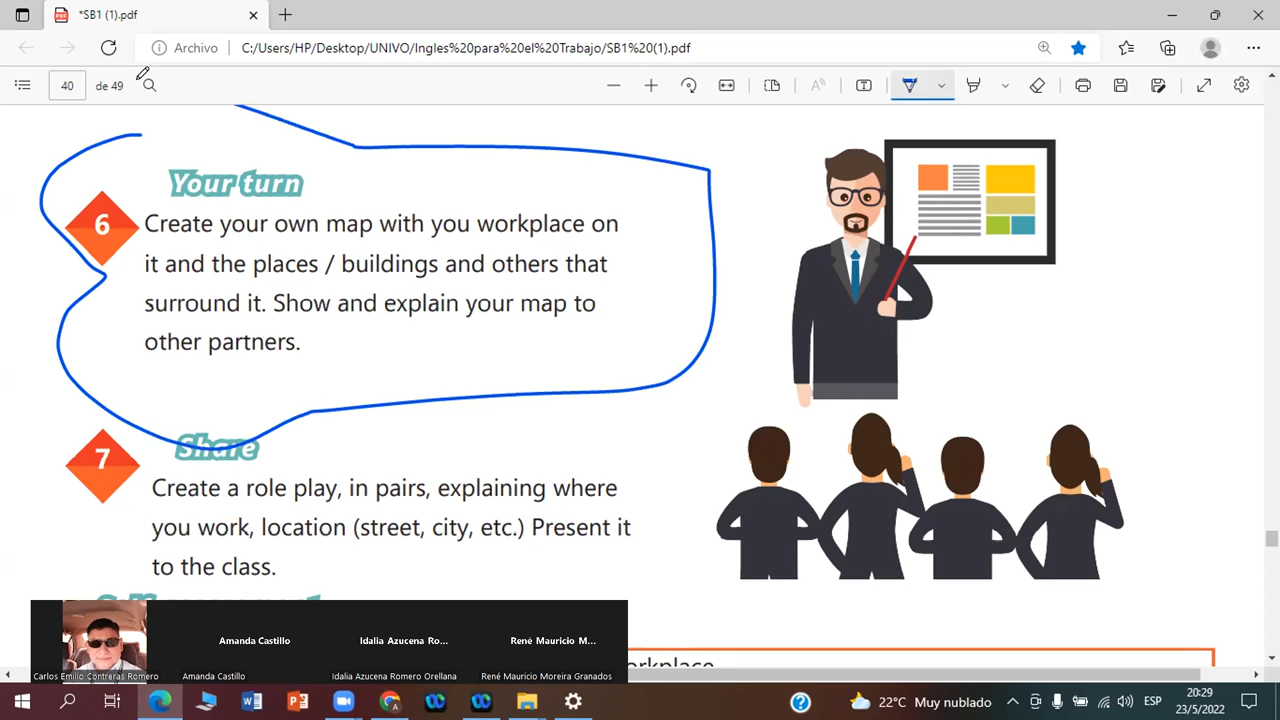 *SB1 (1).pdf
Archivo
C:/Users/HP/Desktop/UNIVO/Ingles%20para%20el%20Trabajo/SB1%20(1).pdf
40
de 49
Your turn
6
Create your own map with you workplace on
it and the places / buildings and others that
surround it. Show and explain your map to
other partners.
7
Share
Create a role play, in pairs, explaining where
you work, location (street, city, etc.) Present it
to the class.
Amanda Castillo
Idalia Azucena Ro...
René Mauricio M...
Carlos Emilio Contreras Romero
Amanda Castillo
Idalia Azucena Romero Orellana
René Mauricio Moreira Granados
22°C Muy nublado
ESP
20:29
23/5/2022